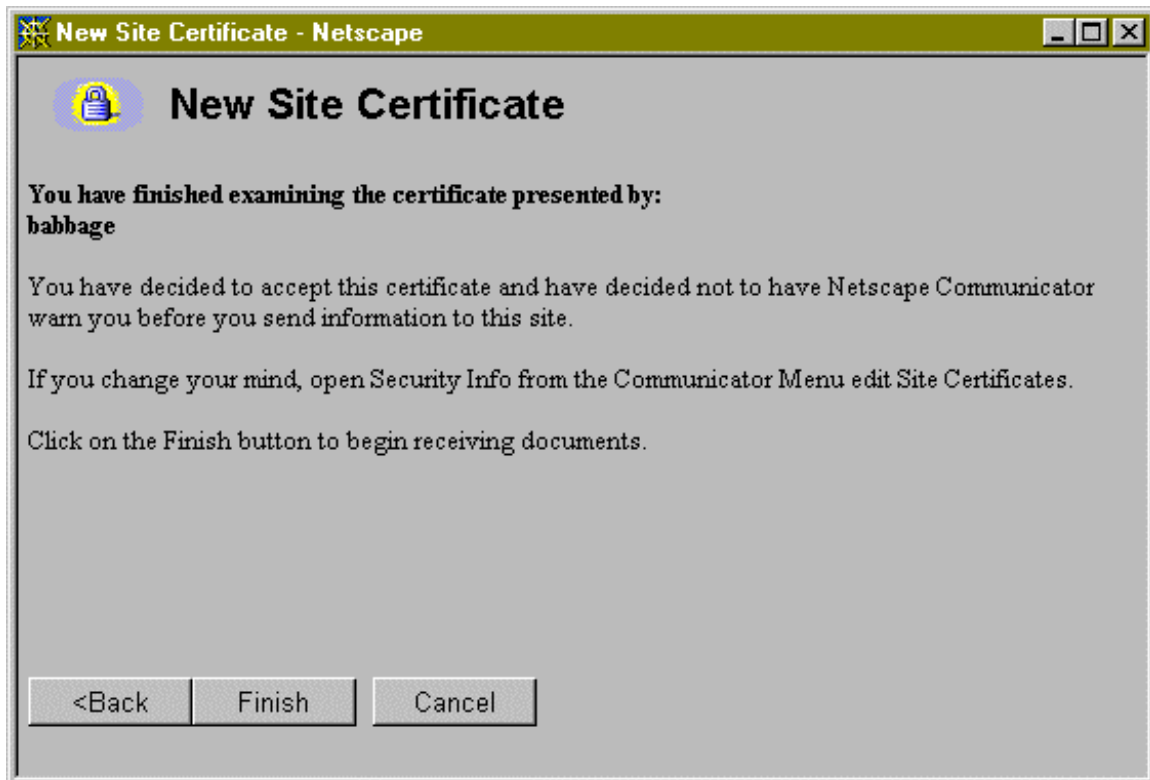 New Site Certificate - Netscape
New Site Certificate
You have finished examining the certificate presented by:
babbage
You have decided to accept this certificate and have decided not to have Netscape Communicator
warn you before you send information to this site.
If you change your mind, open Security Info from the Communicator Menu edit Site Certificates.
Click on the Finish button to begin receiving documents.
<Back Finish Cancel